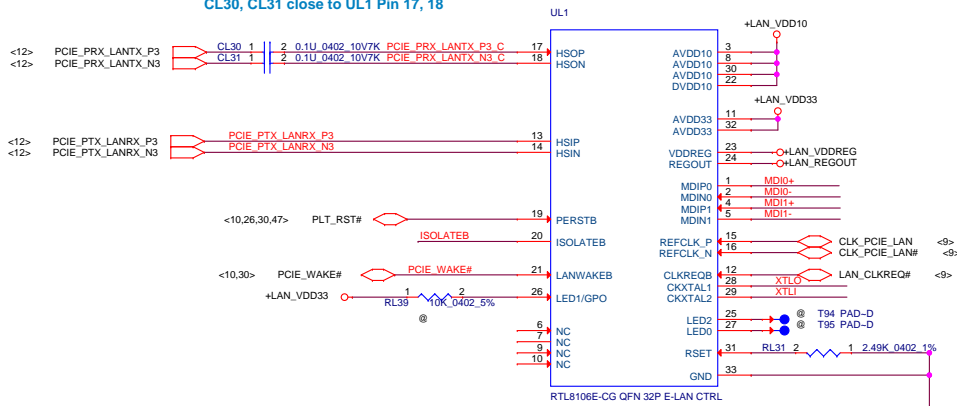 CL30, CL31 close to UL1 Pin 17, 18
UL1
+LAN_VDD10
<12> PCIE_PRX_LANTX_P3 CL30 1 2 0.1U_0402_10V7K PCIE_PRX_LANTX_P3_C 17 HSOP
<12> PCIE_PRX_LANTX_N3 CL31 1 2 0.1U_0402_10V7K PCIE_PRX_LANTX_N3_C 18 HSON
AVDD10 3
AVDD10 8
AVDD10 30
DVDD10 22
+LAN_VDD33
AVDD33 11
AVDD33 32
<12> PCIE_PTX_LANRX_P3 PCIE_PTX_LANRX_P3 13 HSIP
<12> PCIE_PTX_LANRX_N3 PCIE_PTX_LANRX_N3 14 HSIN
VDDREG 23 +LAN_VDDREG
REGOUT 24 +LAN_REGOUT
MDIP0 1 MDI0+
MDIN0 2 MDI0-
MDIP1 4 MDI1+
MDIN1 5 MDI1-
<10,26,30,47> PLT_RST# 19 PERSTB
ISOLATEB 20 ISOLATEB
REFCLK_P 15 CLK_PCIE_LAN <9>
REFCLK_N 16 CLK_PCIE_LAN# <9>
<10,30> PCIE_WAKE# PCIE_WAKE# 21 LANWAKEB
CLKREQB 12 LAN_CLKREQ# <9>
CKXTAL1 28 XTLO
CKXTAL2 29 XTLI
+LAN_VDD33 RL39 1 2 10K_0402_5% 26 LED1/GPO
@
LED2 25 @ T94 PAD-D
LED0 27 @ T95 PAD-D
6 NC
7 NC
9 NC
10 NC
RSET 31 RL31 2 1 2.49K_0402_1%
GND 33
RTL8106E-CG QFN 32P E-LAN CTRL